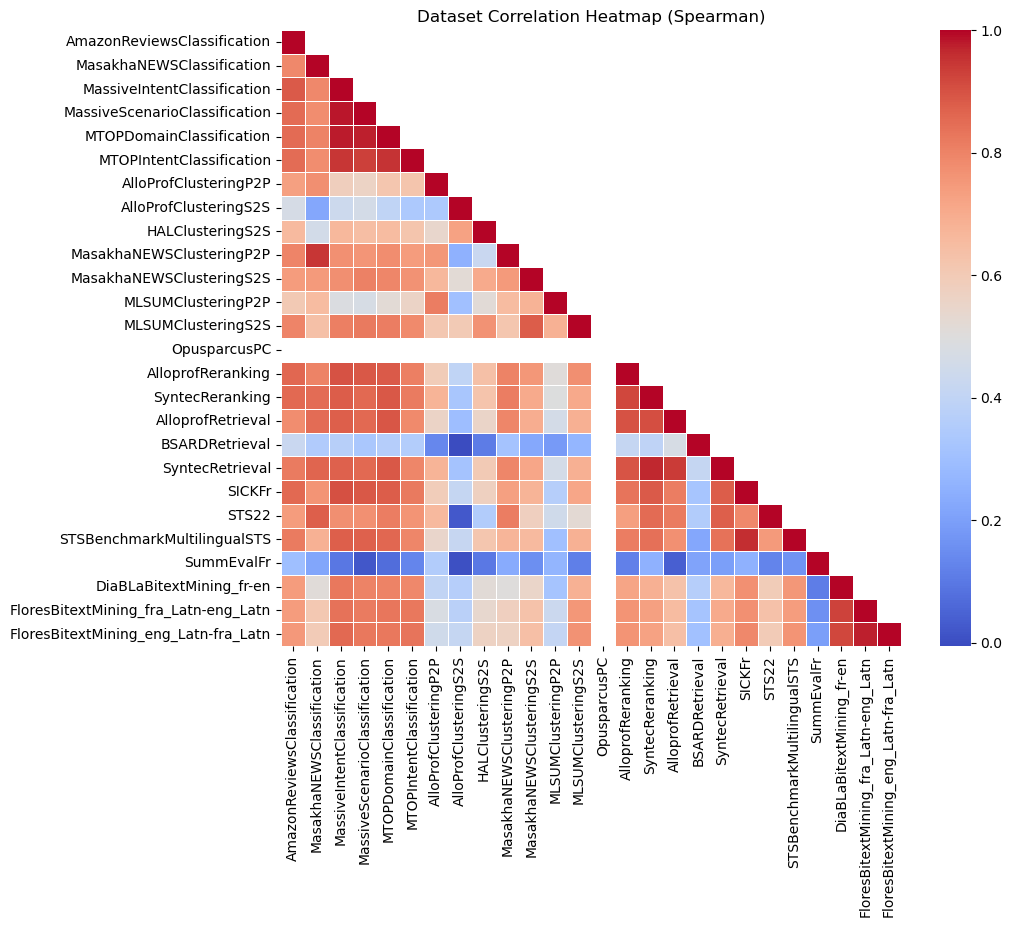 Dataset Correlation Heatmap (Spearman)
AmazonReviewsClassification
MasakhaNEWSClassification
MassiveIntentClassification
MassiveScenarioClassification
MTOPDomainClassification
MTOPIntentClassification
AlloProfClusteringP2P
AlloProfClusteringS2S
HALClusteringS2S
MasakhaNEWSClusteringP2P
MasakhaNEWSClusteringS2S
MLSUMClusteringP2P
MLSUMClusteringS2S
OpusparcusPC
AlloprofReranking
SyntecReranking
AlloprofRetrieval
BSARDRetrieval
SyntecRetrieval
SICKFr
STS22
STSBenchmarkMultilingualSTS
SummEvalFr
DiaBLaBitextMining_fr-en
FloresBitextMining_fra_Latn-eng_Latn
FloresBitextMining_eng_Latn-fra_Latn
AmazonReviewsClassification
MasakhaNEWSClassification
MassiveIntentClassification
MassiveScenarioClassification
MTOPDomainClassification
MTOPIntentClassification
AlloProfClusteringP2P
AlloProfClusteringS2S
HALClusteringS2S
MasakhaNEWSClusteringP2P
MasakhaNEWSClusteringS2S
MLSUMClusteringP2P
MLSUMClusteringS2S
OpusparcusPC
AlloprofReranking
SyntecReranking
AlloprofRetrieval
BSARDRetrieval
SyntecRetrieval
SICKFr
STS22
STSBenchmarkMultilingualSTS
SummEvalFr
DiaBLaBitextMining_fr-en
FloresBitextMining_fra_Latn-eng_Latn
FloresBitextMining_eng_Latn-fra_Latn
1.0
0.8
0.6
0.4
0.2
0.0